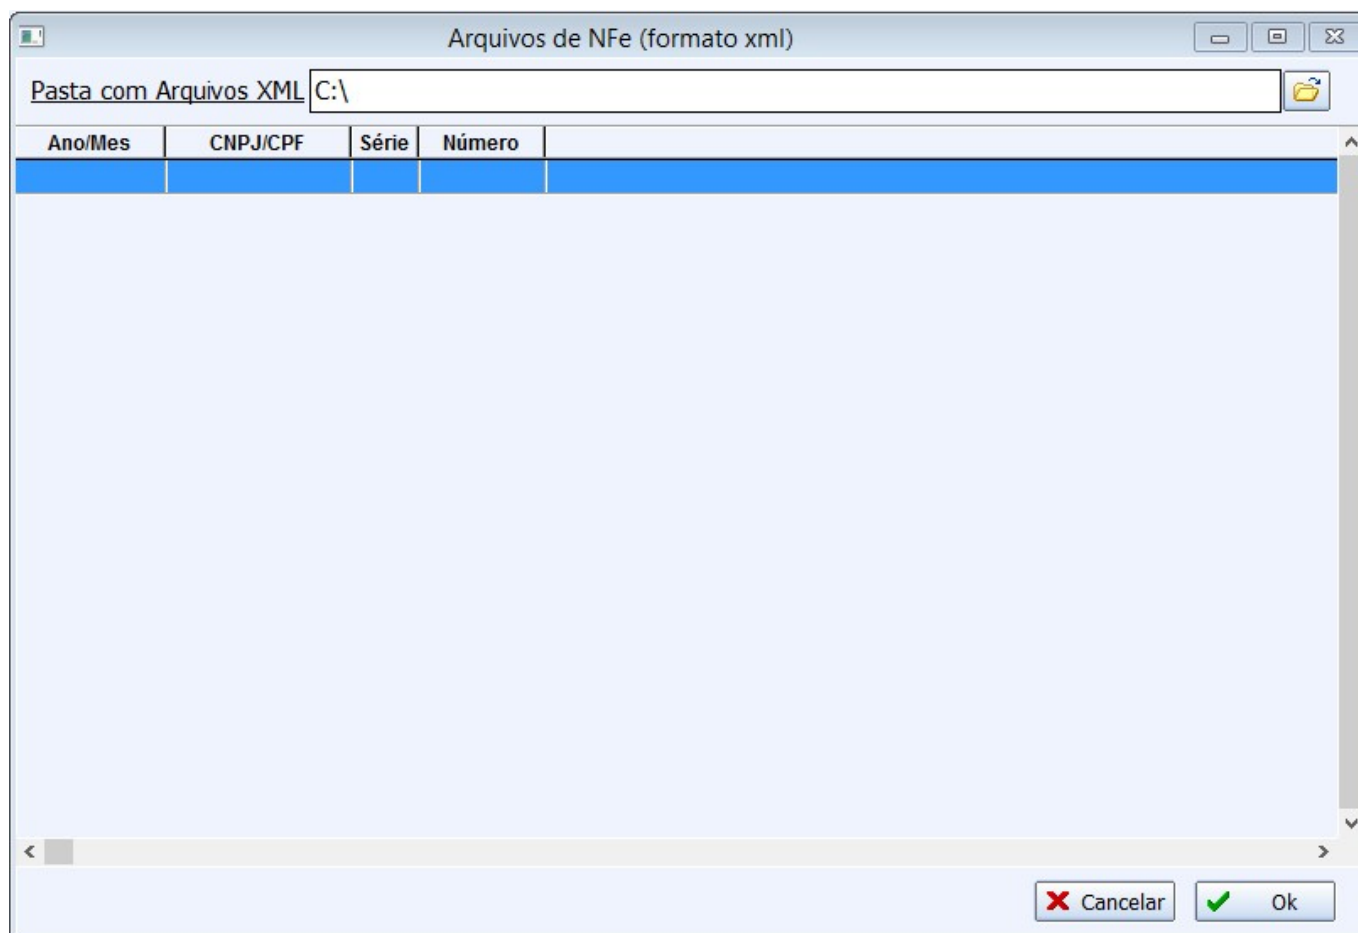 Arquivos de NFe (formato xml)
Pasta com Arquivos XML C:\
Ano/Mes CNPJ/CPF Série Número
Cancelar Ok